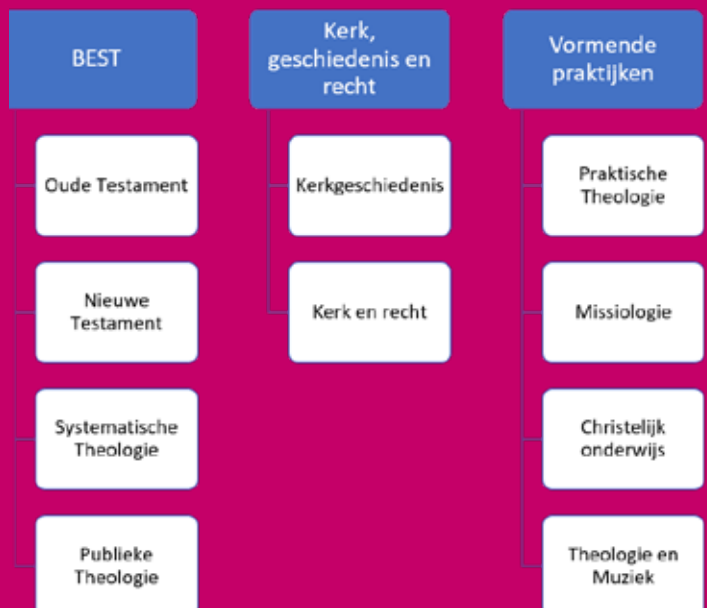 BEST
Oude Testament
Nieuwe
Testament
Systematische
Theologie
Publieke
Theologie
Kerk,
geschiedenis en
recht
Kerkgeschiedenis
Kerk en recht
Vormende
praktijken
Praktische
Theologie
Missiologie
Christelijk
onderwijs
Theologie en
Muziek